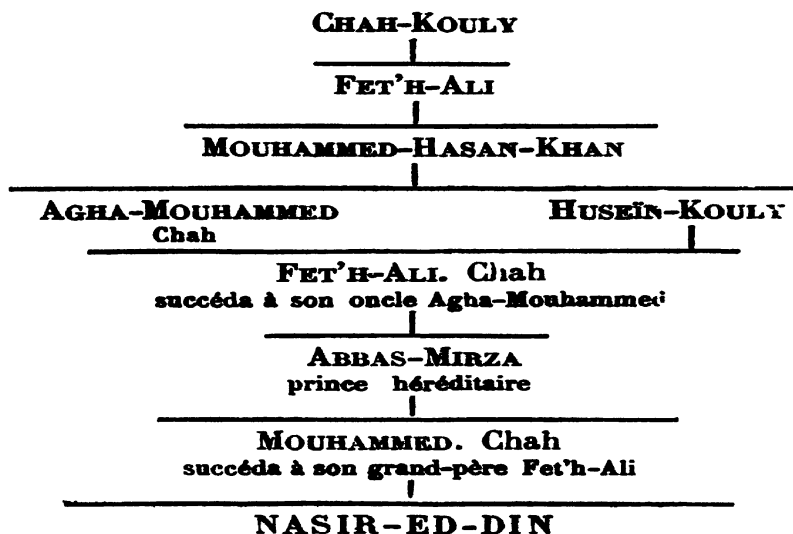 CHAH-KOULY
FET'H-ALI
MOUHAMMED-HASAN-KHAN
AGHA-MOUHAMMED HUSEÏN-KOULY
Chah
FET'H-ALI. Chah
succéda à son oncle Agha-Mouhammed
ABBAS-MIRZA
prince héréditaire
MOUHAMMED. Chah
succéda à son grand-père Fet'h-Ali
NASIR-ED-DIN